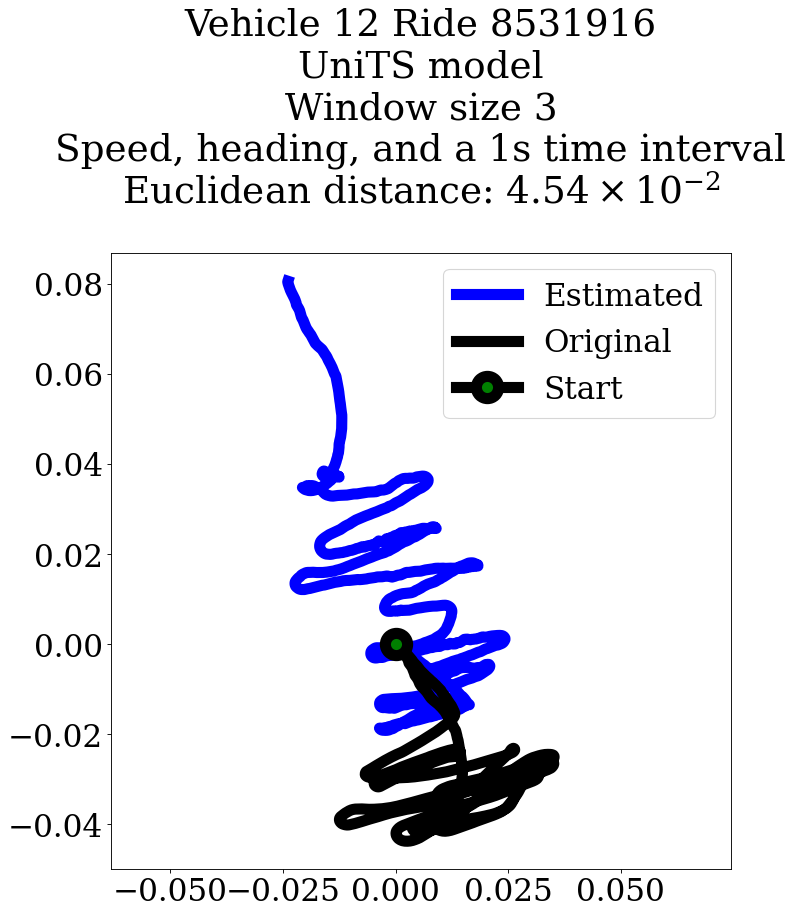 Vehicle 12 Ride 8531916
UniTS model
Window size 3
Speed, heading, and a 1s time interval
Euclidean distance: 4.54 × 10⁻²
Estimated
Original
Start
0.08
0.06
0.04
0.02
0.00
−0.02
−0.04
−0.050 −0.025 0.000 0.025 0.050